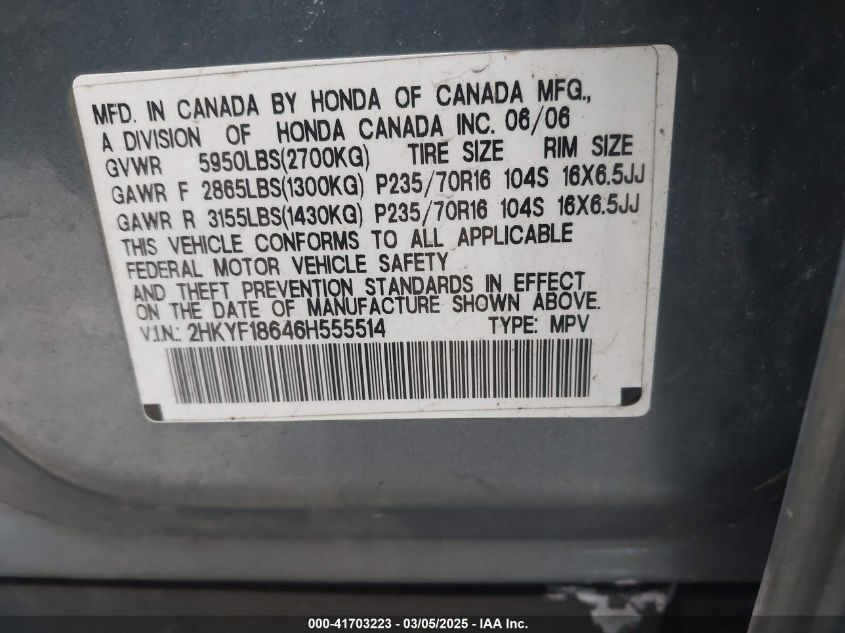 MFD. IN CANADA BY HONDA OF CANADA MFG.,
A DIVISION OF HONDA CANADA INC. 06/06
GVWR 5950LBS(2700KG) TIRE SIZE RIM SIZE
GAWR F 2865LBS(1300KG) P235/70R16 104S 16X6.5JJ
GAWR R 3155LBS(1430KG) P235/70R16 104S 16X6.5JJ
THIS VEHICLE CONFORMS TO ALL APPLICABLE
FEDERAL MOTOR VEHICLE SAFETY
AND THEFT PREVENTION STANDARDS IN EFFECT
ON THE DATE OF MANUFACTURE SHOWN ABOVE.
V.I.N.: 2HKYF18646H555514 TYPE: MPV
000-41703223 - 03/05/2025 - IAA Inc.